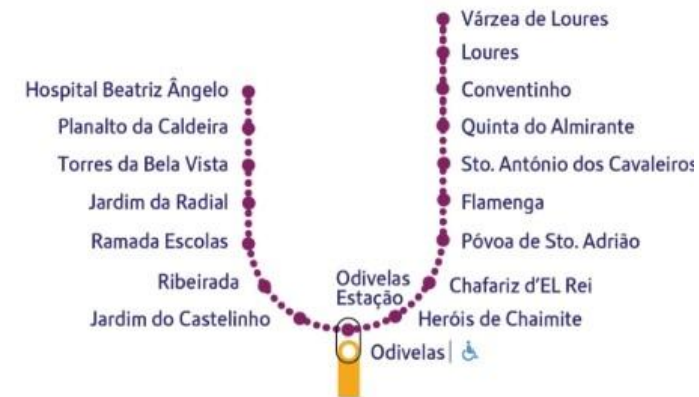 Várzea de Loures
Loures
Hospital Beatriz Ângelo
Conventinho
Planalto da Caldeira
Quinta do Almirante
Torres da Bela Vista
Sto. António dos Cavaleiros
Jardim da Radial
Flamenga
Ramada Escolas
Póvoa de Sto. Adrião
Ribeirada
Odivelas
Estação
Chafariz d'EL Rei
Jardim do Castelinho
Heróis de Chaimite
Odivelas